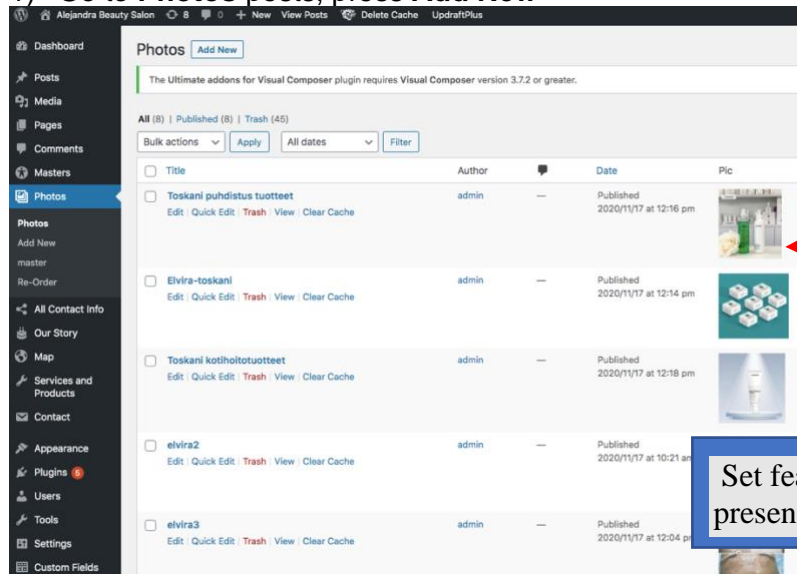 Alejandra Beauty Salon 8 0 + New View Posts Delete Cache UpdraftPlus
Dashboard
Posts
Media
Pages
Comments
Masters
Photos
Photos
Add New
master
Re-Order
All Contact Info
Our Story
Map
Services and
Products
Contact
Appearance
Plugins 5
Users
Tools
Settings
Custom Fields
Photos Add New
The Ultimate addons for Visual Composer plugin requires Visual Composer version 3.7.2 or greater.
All (8) | Published (8) | Trash (45)
Bulk actions Apply All dates Filter
Title Author Date Pic
Toskani puhdistus tuotteet admin — Published
Edit | Quick Edit | Trash | View | Clear Cache 2020/11/17 at 12:16 pm
Elvira-toskani admin — Published
Edit | Quick Edit | Trash | View | Clear Cache 2020/11/17 at 12:14 pm
Toskani kotihoitotuotteet admin — Published
Edit | Quick Edit | Trash | View | Clear Cache 2020/11/17 at 12:18 pm
elvira2 admin — Published
Edit | Quick Edit | Trash | View | Clear Cache 2020/11/17 at 10:21 am
elvira3 admin — Published
Edit | Quick Edit | Trash | View | Clear Cache 2020/11/17 at 12:04 pm
Set fea
presen